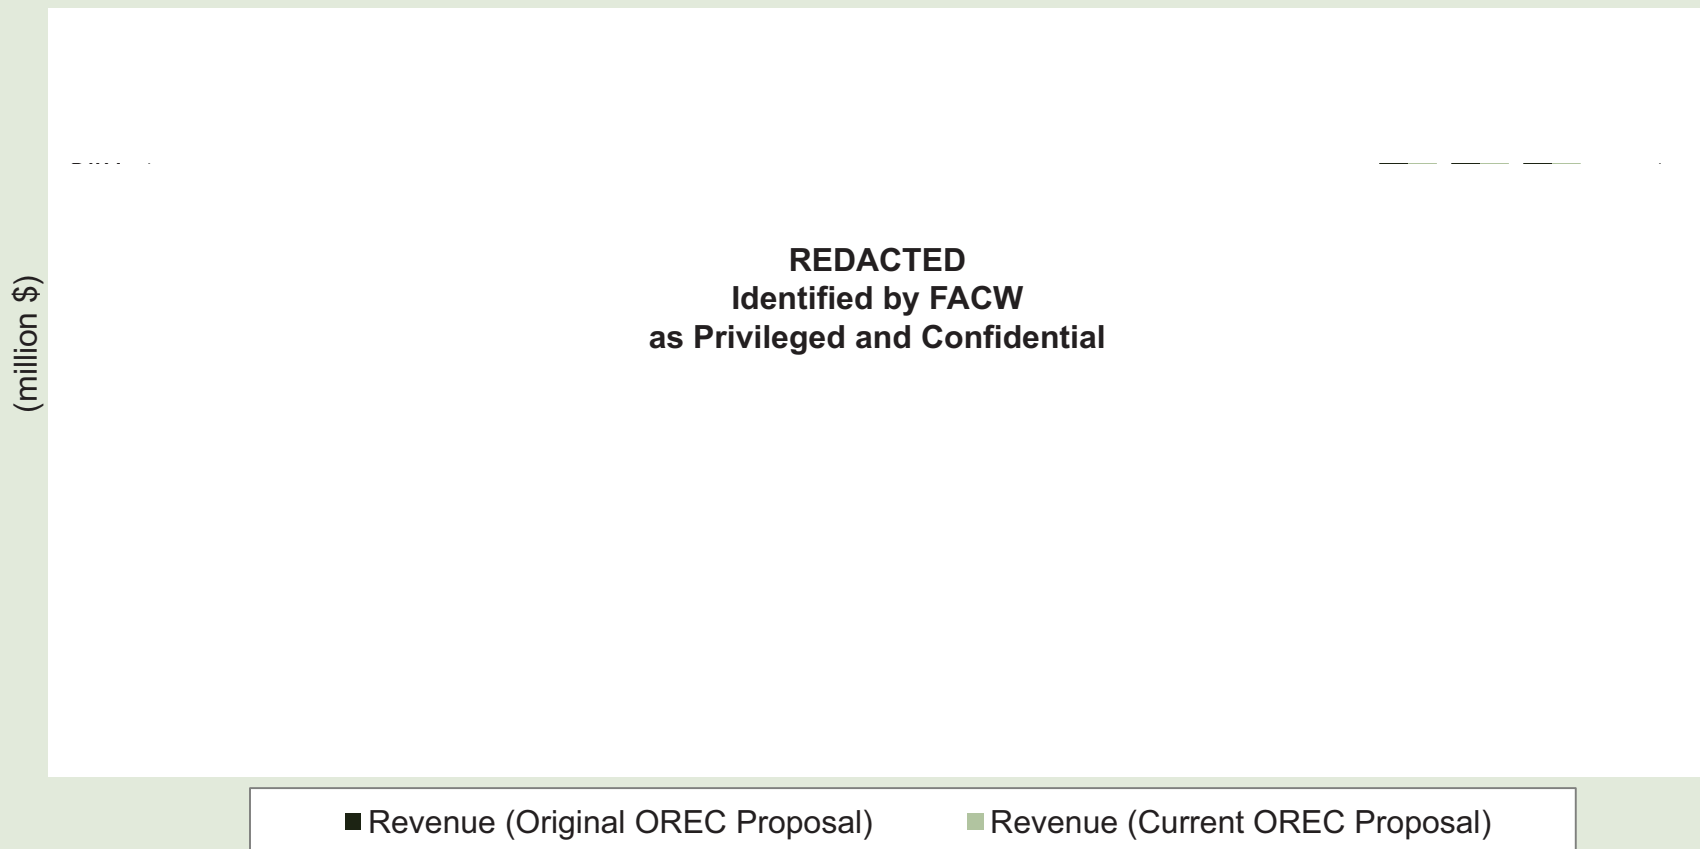 REDACTED
Identified by FACW
as Privileged and Confidential
(million $)
Revenue (Original OREC Proposal)
Revenue (Current OREC Proposal)